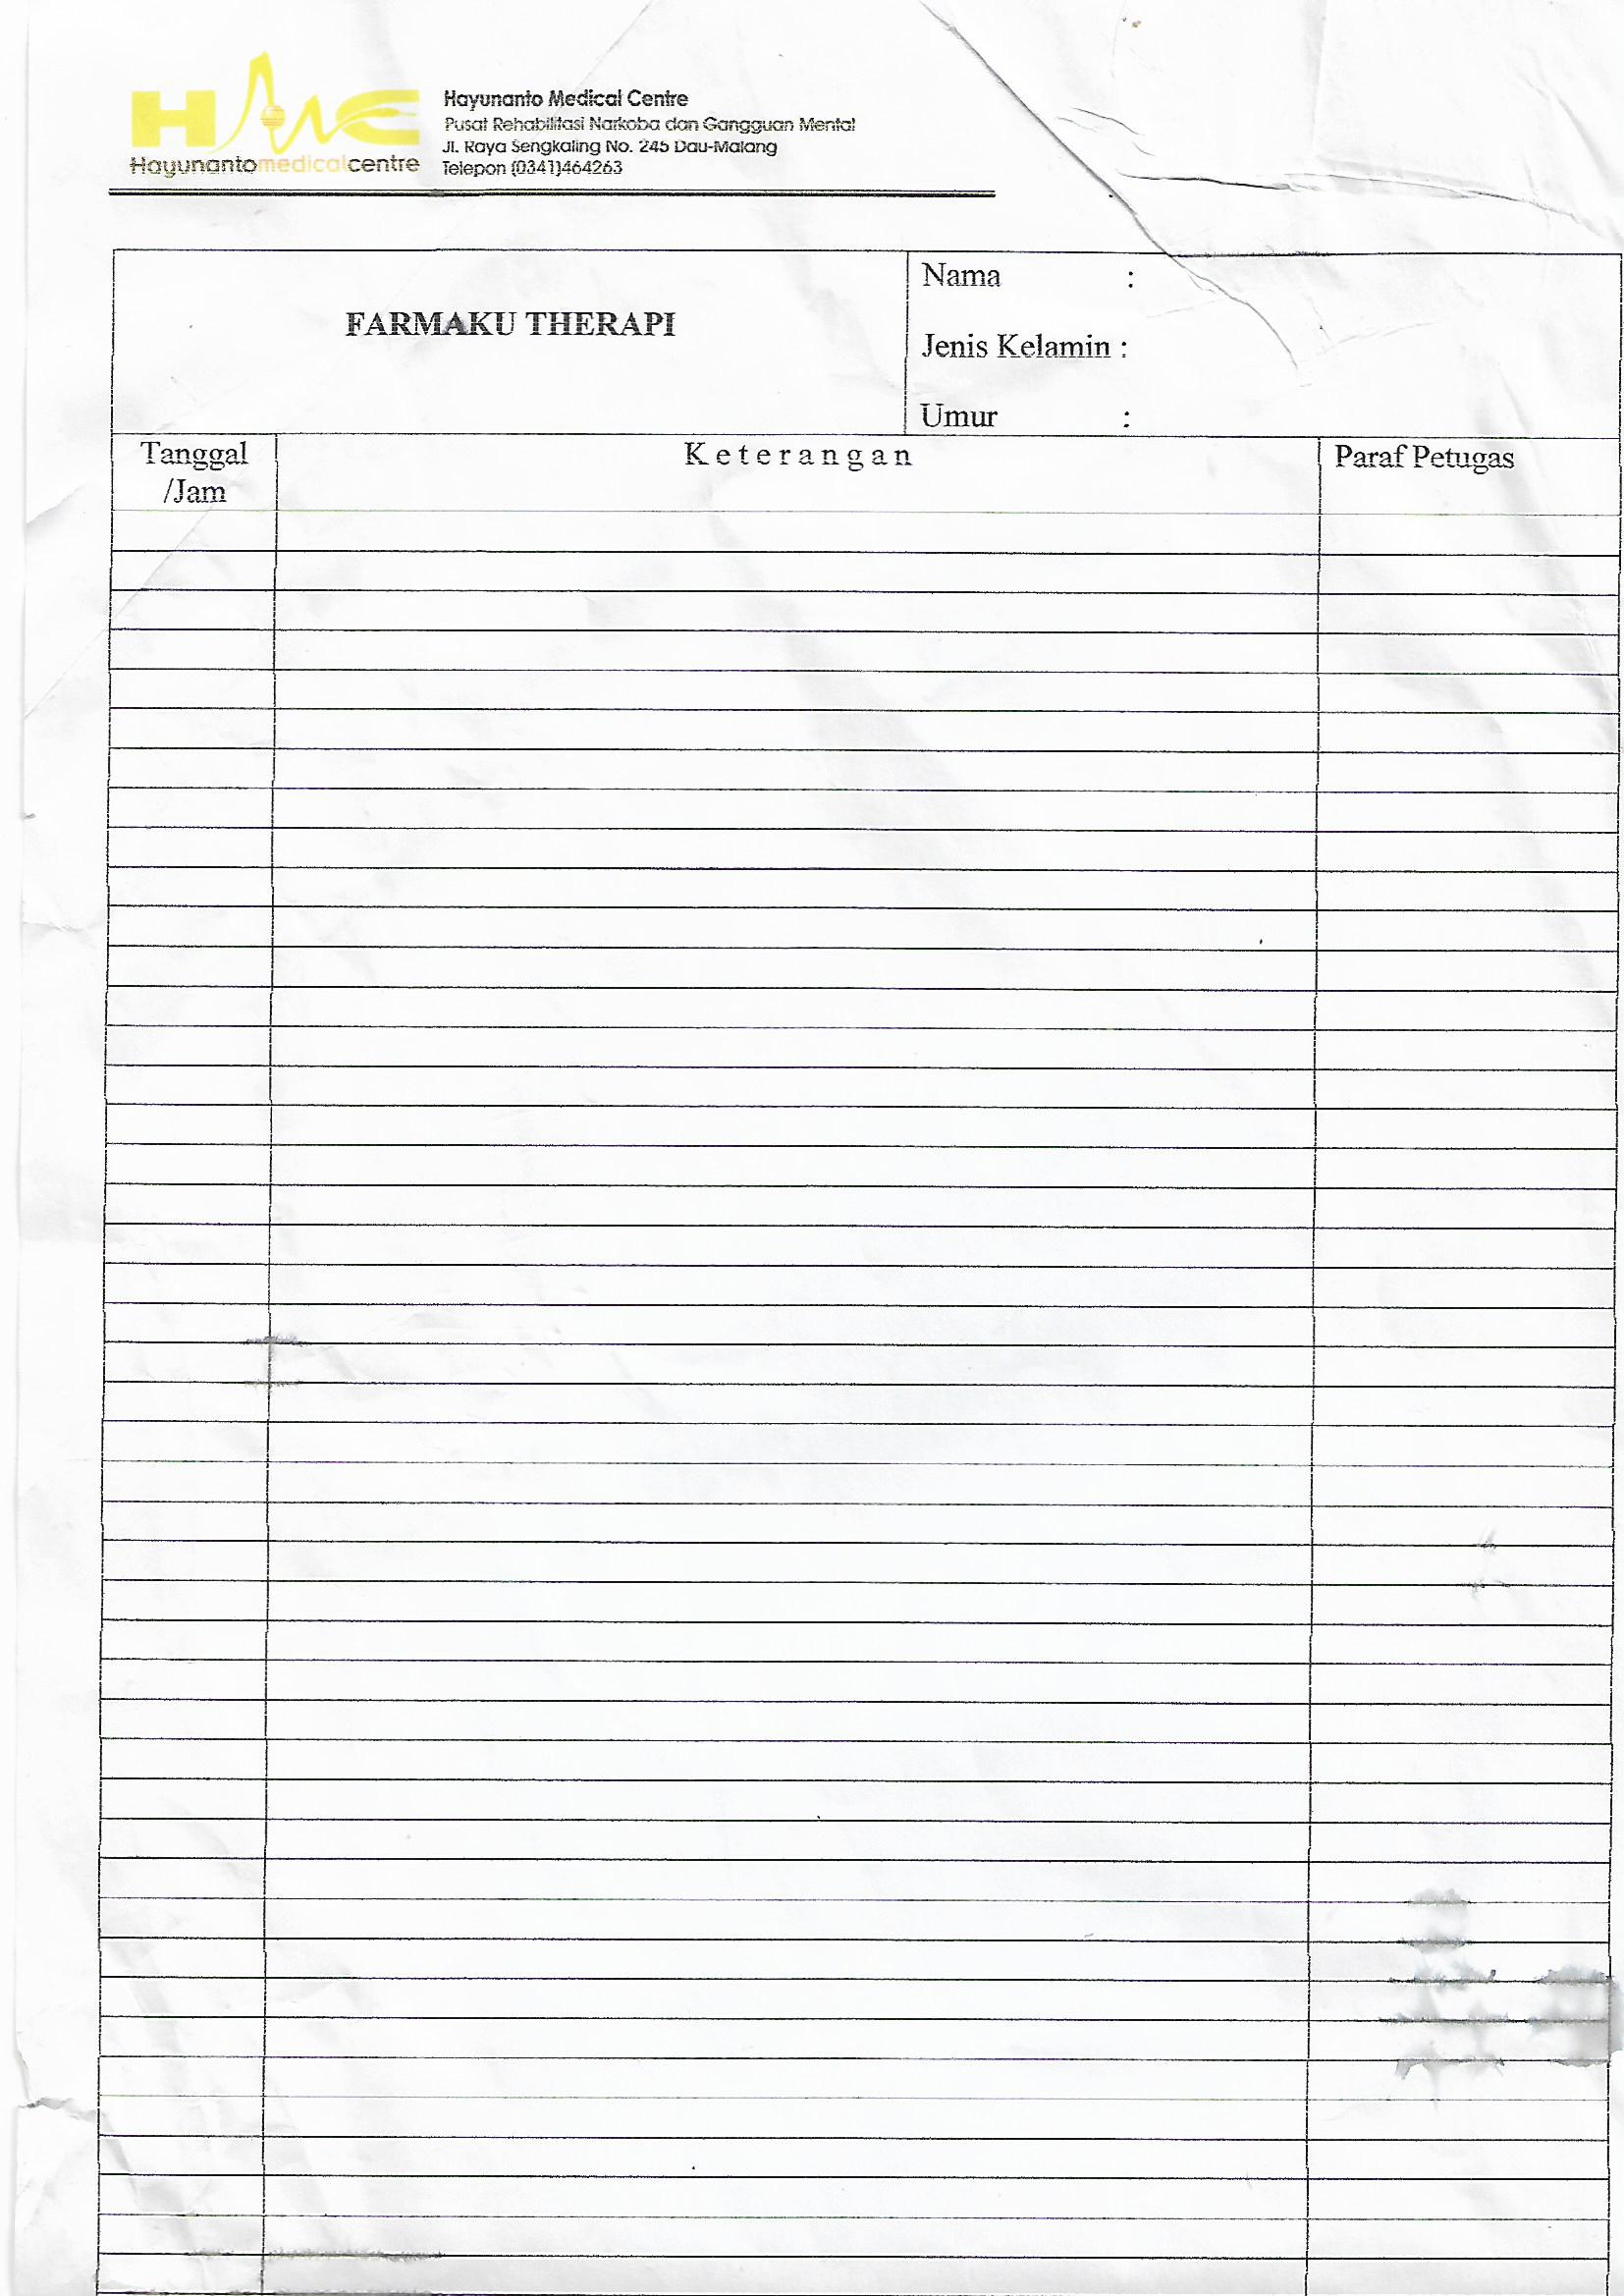 HMC
Hayunantomedicalcentre
Hayunanto Medical Centre
Pusat Rehabilitasi Narkoba dan Gangguan Mental
Jl. Raya Sengkaling No. 245 Dau-Malang
Telepon (0341)464263
FARMAKU THERAPI
Nama :
Jenis Kelamin :
Umur :
Tanggal
/Jam
Keterangan
Paraf Petugas